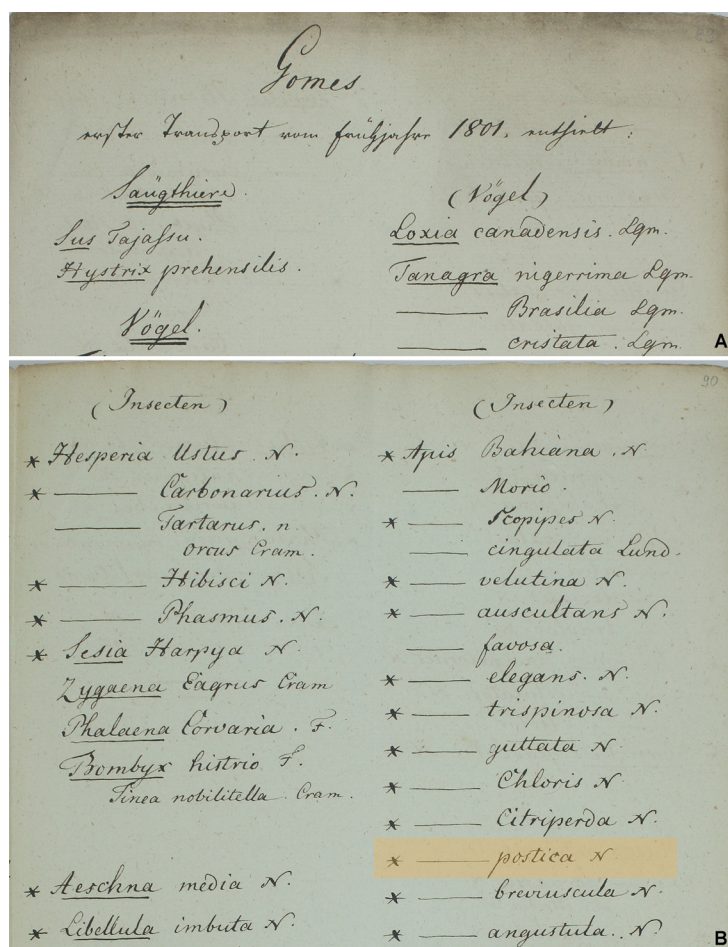 83
Gomes
erster Transport vom Frühjahre 1801. enthielt:
Säugthiere.
Sus Tajassu.
Hystrix prehensilis.
Vögel.
(Vögel)
Loxia canadensis. Lgm.
Tanagra nigerrima Lgm.
——— Brasilia Lgm.
——— cristata. Lgm.
A
90
(Insecten)
* Hesperia Ustus. N.
* ——— Carbonarius. N.
——— Tartarus. n
orcus Cram.
* ——— Hibisci N.
* ——— Phasmus. N.
* Sesia Harpya N.
Zygaena Eagrus Cram
Phalaena Corvaria. F.
Bombyx histrio F.
Tinea nobilitella. Cram.
* Aeschna media N.
* Libellula imbuta N.
(Insecten)
* Apis Bahiana. N.
—— Morio.
* —— Scopipes N.
—— cingulata Lund.
* —— velutina N.
* —— auscultans N.
—— favosa.
* —— elegans. N.
* —— trispinosa N.
* —— guttata N.
* —— Chloris N.
* —— Citriperda N.
* —— postica N
* —— breviuscula N.
* —— angustula. N.
B